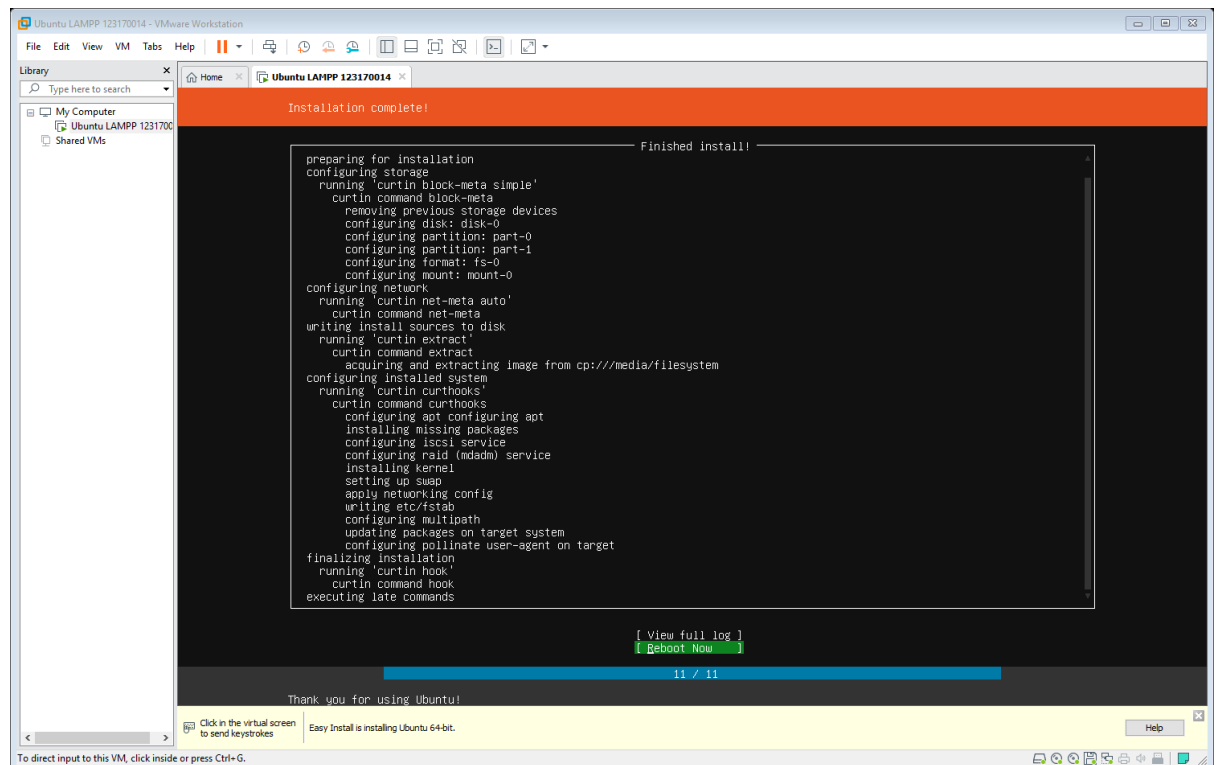 Ubuntu LAMPP 123170014 - VMware Workstation
File Edit View VM Tabs Help
Library
Type here to search
My Computer
Ubuntu LAMPP 1231700
Shared VMs
Home
Ubuntu LAMPP 123170014
Installation complete!
Finished install!
preparing for installation
configuring storage
running 'curtin block-meta simple'
curtin command block-meta
removing previous storage devices
configuring disk: disk-0
configuring partition: part-0
configuring partition: part-1
configuring format: fs-0
configuring mount: mount-0
configuring network
running 'curtin net-meta auto'
curtin command net-meta
writing install sources to disk
running 'curtin extract'
curtin command extract
acquiring and extracting image from cp:///media/filesystem
configuring installed system
running 'curtin curthooks'
curtin command curthooks
configuring apt configuring apt
installing missing packages
configuring iscsi service
configuring raid (mdadm) service
installing kernel
setting up swap
apply networking config
writing etc/fstab
configuring multipath
updating packages on target system
configuring pollinate user-agent on target
finalizing installation
running 'curtin hook'
curtin command hook
executing late commands
[ View full log ]
[ Reboot Now ]
11 / 11
Thank you for using Ubuntu!
Click in the virtual screen
to send keystrokes
Easy Install is installing Ubuntu 64-bit.
Help
To direct input to this VM, click inside or press Ctrl+G.